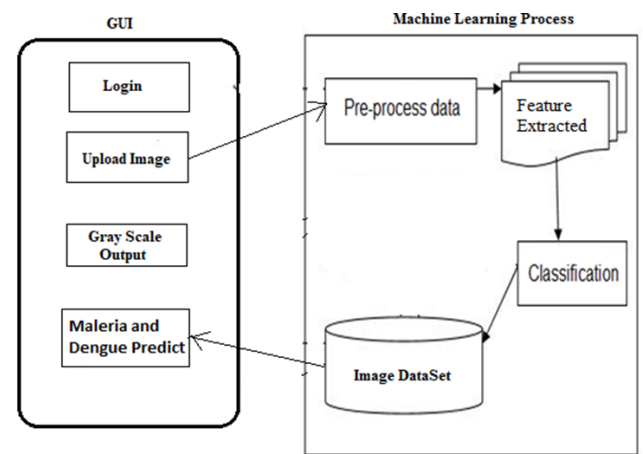 GUI
Machine Learning Process
Login
Upload Image
Gray Scale
Output
Maleria and
Dengue Predict
Pre-process data
Feature
Extracted
Classification
Image DataSet